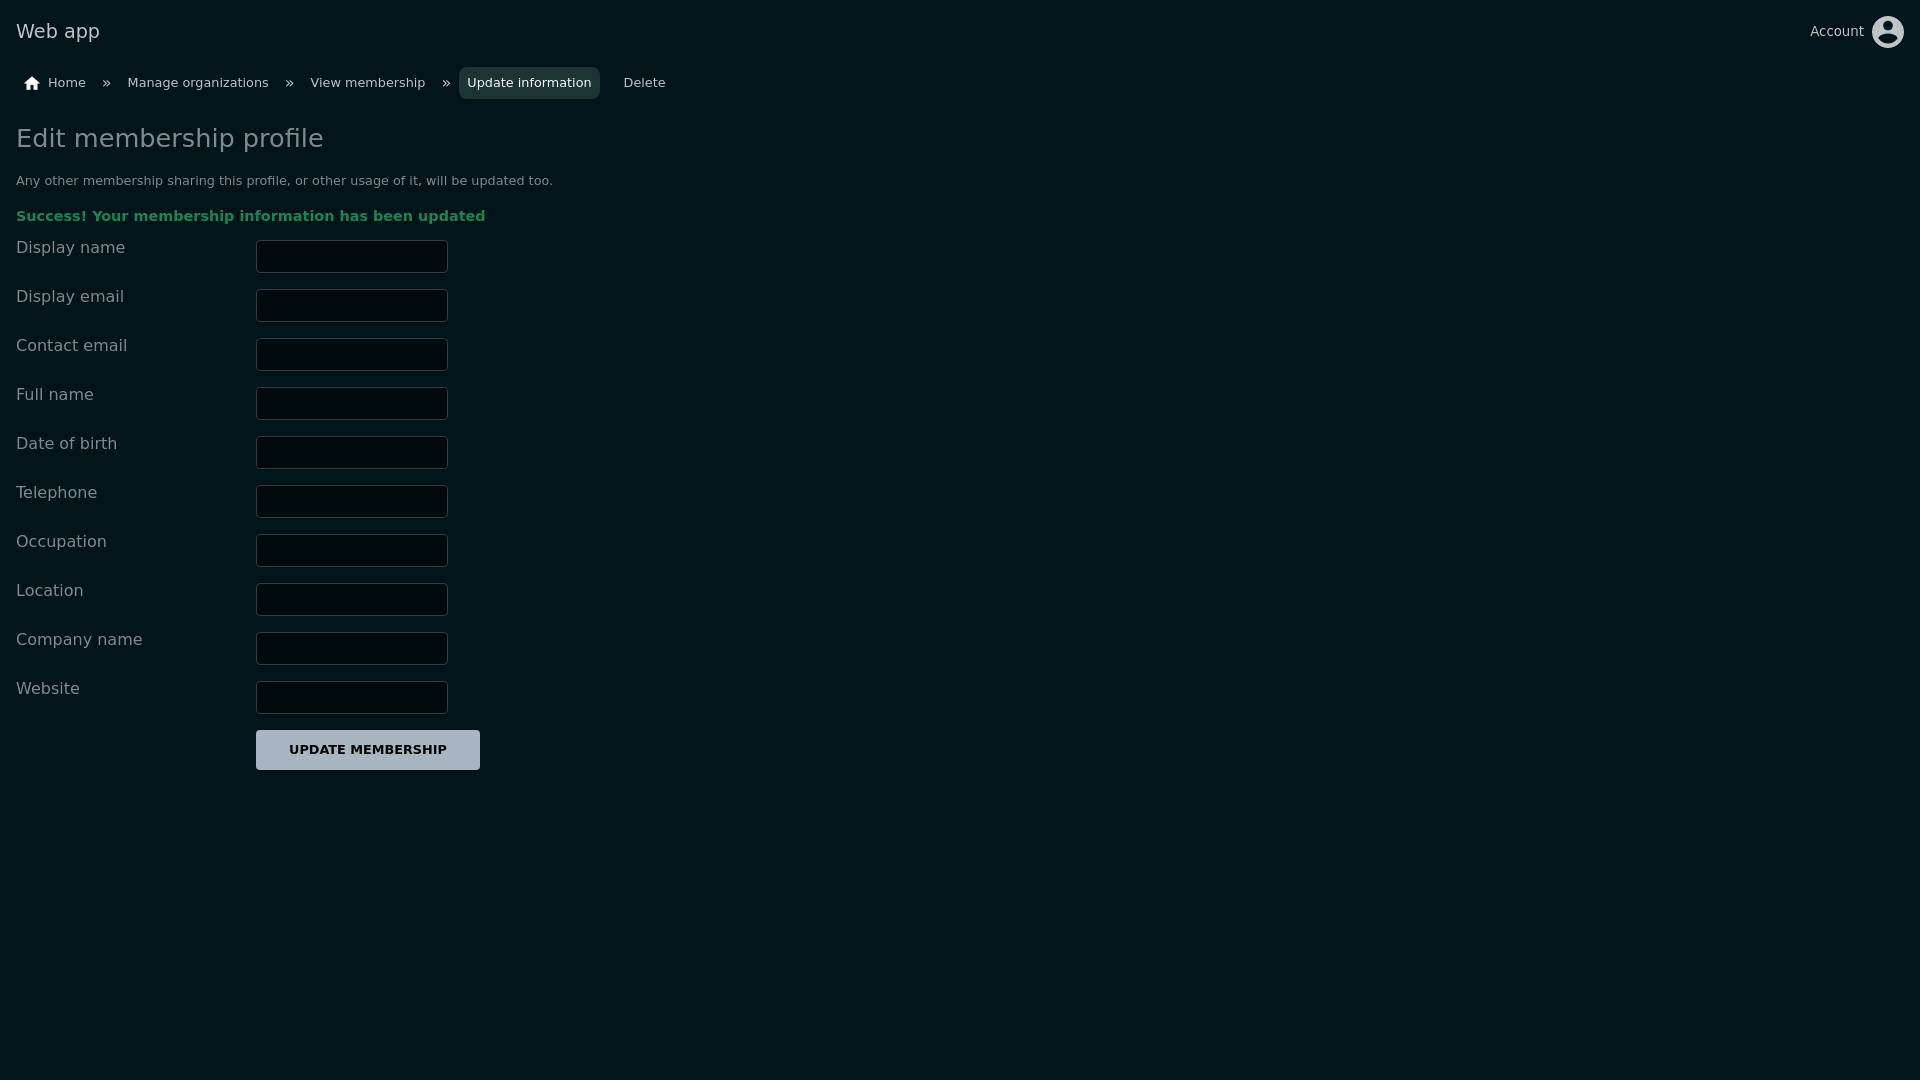 Web app
Account
Home » Manage organizations » View membership » Update information Delete
Edit membership profile
Any other membership sharing this profile, or other usage of it, will be updated too.
Success! Your membership information has been updated
Display name
Display email
Contact email
Full name
Date of birth
Telephone
Occupation
Location
Company name
Website
UPDATE MEMBERSHIP